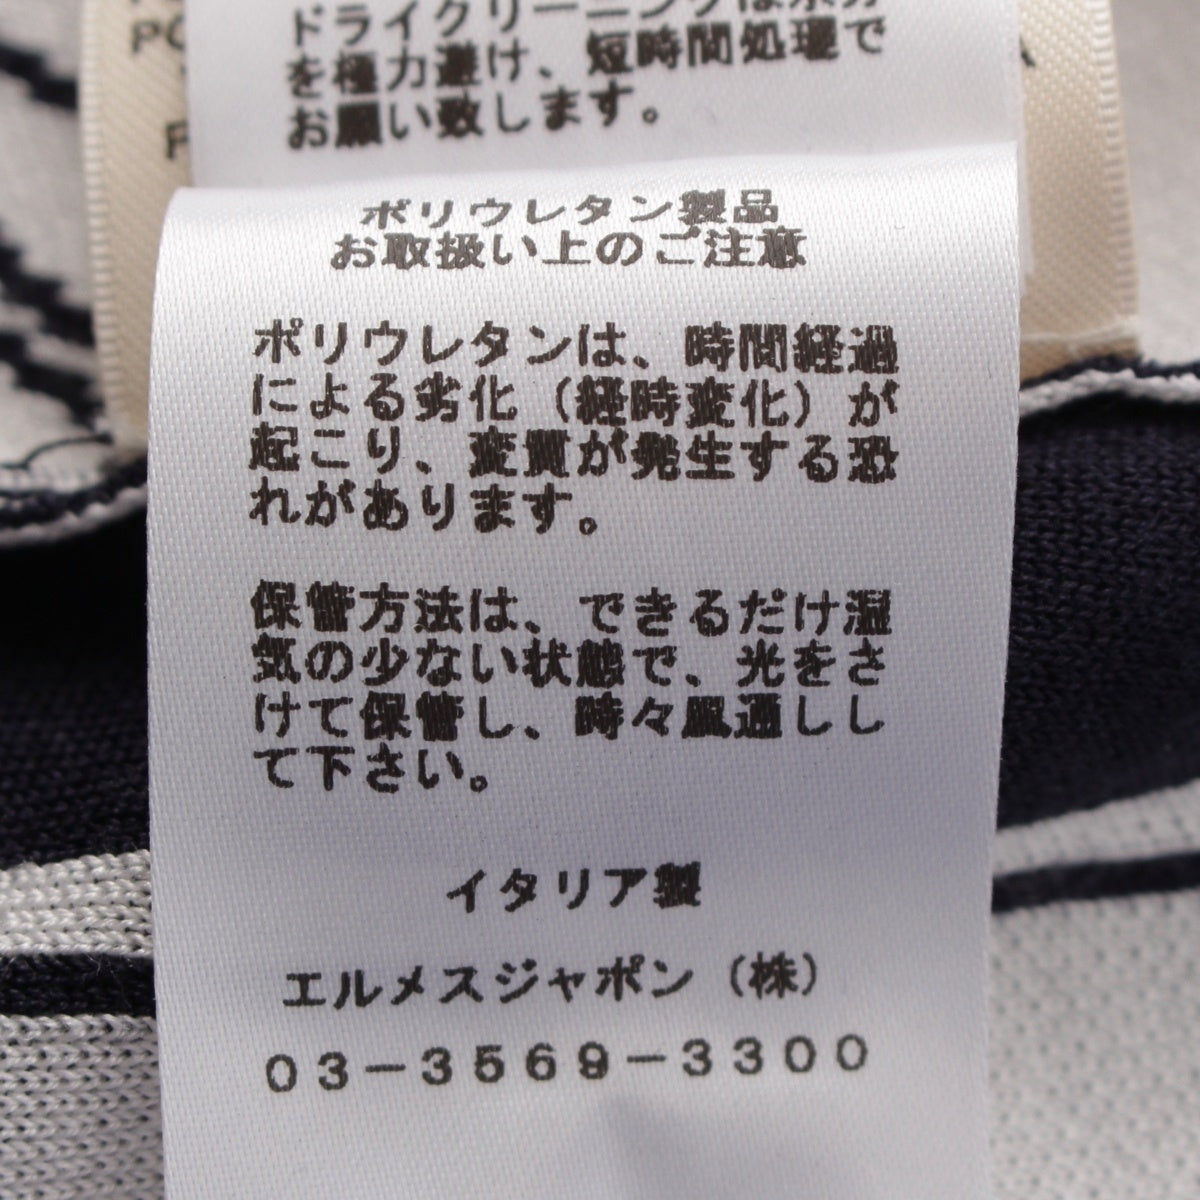 PO
F
ドライクリーニングは水分
を極力避け、短時間処理で
お願い致します。
ポリウレタン製品
お取扱い上のご注意
ポリウレタンは、時間経過
による劣化（経時変化）が
起こり、変質が発生する恐
れがあります。
保管方法は、できるだけ湿
気の少ない状態で、光をさ
けて保管し、時々風通しし
て下さい。
イタリア製
エルメスジャポン（株）
03-3569-3300